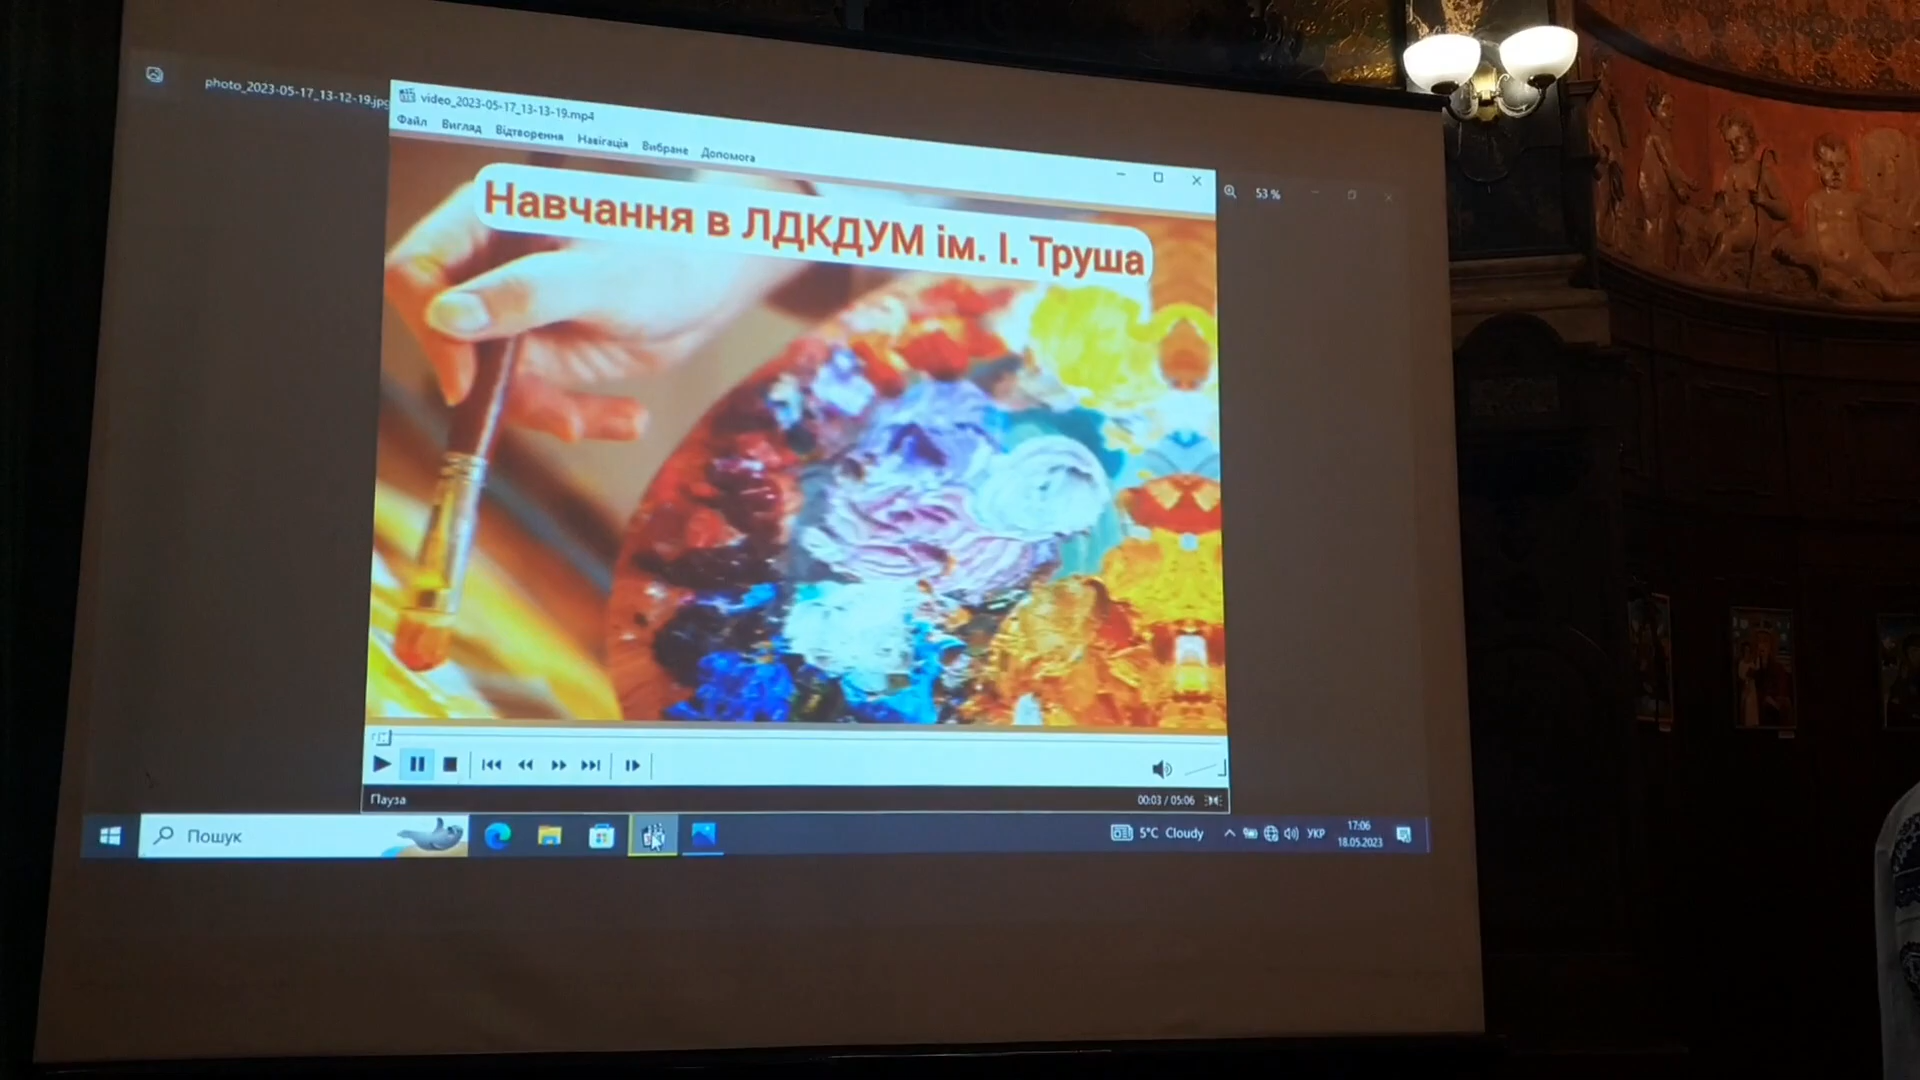 photo_2023-05-17_13-12-19.jpg
video_2023-05-17_13-13-19.mp4
Файл Вигляд Відтворення Навігація Вибране Допомога
53 %
Навчання в ЛДКДУМ ім. І. Труша
Пауза
00:03 / 05:06
Пошук
5°C Cloudy
УКР
17:06
18.05.2023